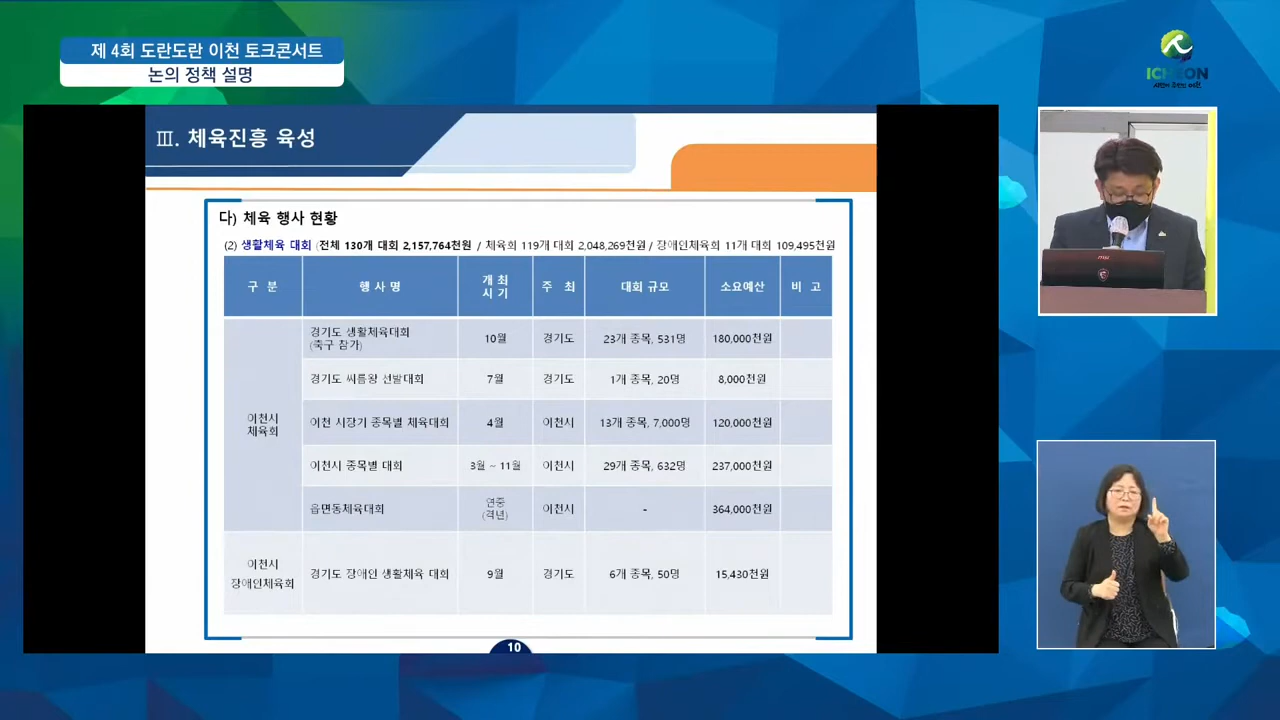 제 4회 도란도란 이천 토크콘서트
논의 정책 설명
ICHEON
Ⅲ. 체육진흥 육성
다) 체육 행사 현황
(2) 생활체육 대회 (전체 130개 대회 2,157,764천원 / 체육회 119개 대회 2,048,269천원 / 장애인체육회 11개 대회 109,495천원
구 분 행 사 명 개 최 시 기 주 최 대회 규모 소요예산 비 고
이천시 체육회
경기도 생활체육대회 (축구 참가) 10월 경기도 23개 종목, 531명 180,000천원
경기도 씨름왕 선발대회 7월 경기도 1개 종목, 20명 8,000천원
이천 시장기 종목별 체육대회 4월 이천시 13개 종목, 7,000명 120,000천원
이천시 종목별 대회 3월 ~ 11월 이천시 29개 종목, 632명 237,000천원
읍면동체육대회 연중 (격년) 이천시 - 364,000천원
이천시 장애인체육회
경기도 장애인 생활체육 대회 9월 경기도 6개 종목, 50명 15,430천원
10
msi